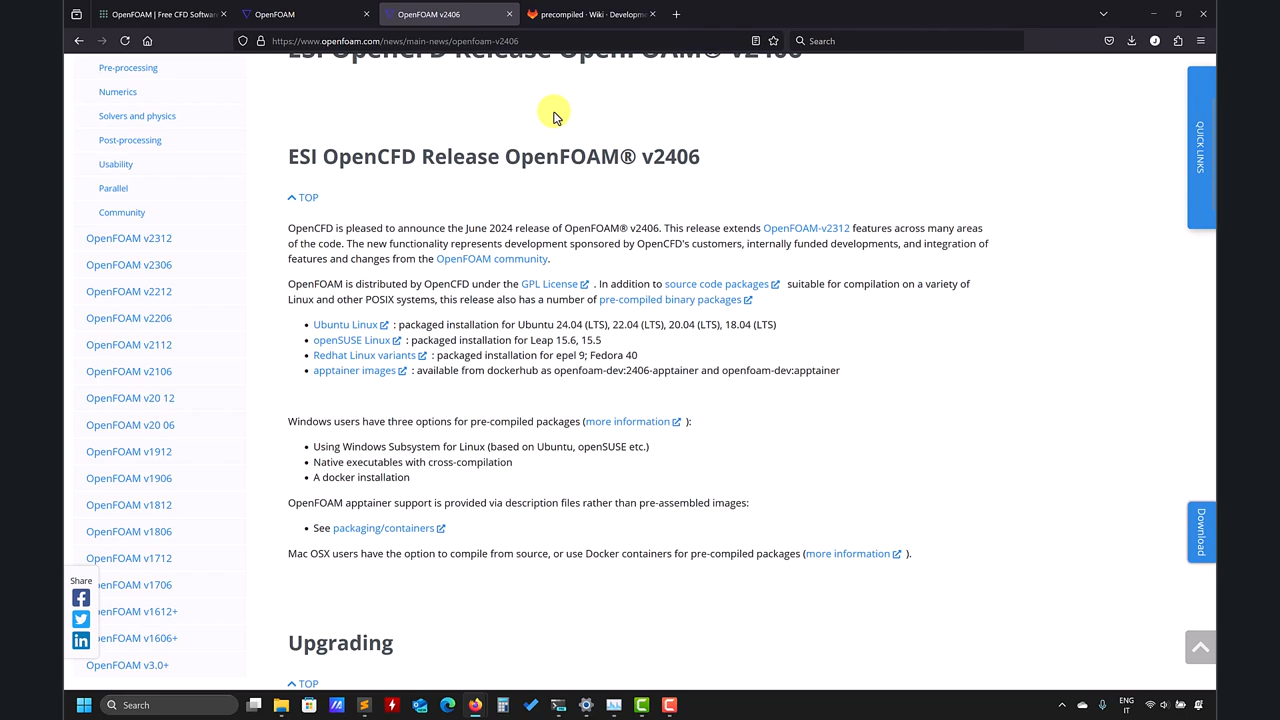 OpenFOAM | Free CFD Softwar
OpenFOAM
OpenFOAM v2406
precompiled · Wiki · Developme
https://www.openfoam.com/news/main-news/openfoam-v2406
Search
ESI OpenCFD Release OpenFOAM® v2406
Pre-processing
Numerics
Solvers and physics
Post-processing
Usability
Parallel
Community
OpenFOAM v2312
OpenFOAM v2306
OpenFOAM v2212
OpenFOAM v2206
OpenFOAM v2112
OpenFOAM v2106
OpenFOAM v20 12
OpenFOAM v20 06
OpenFOAM v1912
OpenFOAM v1906
OpenFOAM v1812
OpenFOAM v1806
OpenFOAM v1712
penFOAM v1706
penFOAM v1612+
penFOAM v1606+
OpenFOAM v3.0+
Share
ESI OpenCFD Release OpenFOAM® v2406
TOP
OpenCFD is pleased to announce the June 2024 release of OpenFOAM® v2406. This release extends OpenFOAM-v2312 features across many areas
of the code. The new functionality represents development sponsored by OpenCFD's customers, internally funded developments, and integration of
features and changes from the OpenFOAM community.
OpenFOAM is distributed by OpenCFD under the GPL License . In addition to source code packages suitable for compilation on a variety of
Linux and other POSIX systems, this release also has a number of pre-compiled binary packages
• Ubuntu Linux : packaged installation for Ubuntu 24.04 (LTS), 22.04 (LTS), 20.04 (LTS), 18.04 (LTS)
• openSUSE Linux : packaged installation for Leap 15.6, 15.5
• Redhat Linux variants : packaged installation for epel 9; Fedora 40
• apptainer images : available from dockerhub as openfoam-dev:2406-apptainer and openfoam-dev:apptainer
Windows users have three options for pre-compiled packages (more information ):
• Using Windows Subsystem for Linux (based on Ubuntu, openSUSE etc.)
• Native executables with cross-compilation
• A docker installation
OpenFOAM apptainer support is provided via description files rather than pre-assembled images:
• See packaging/containers
Mac OSX users have the option to compile from source, or use Docker containers for pre-compiled packages (more information ).
Upgrading
TOP
QUICK LINKS
Download
Search
ENG
IT